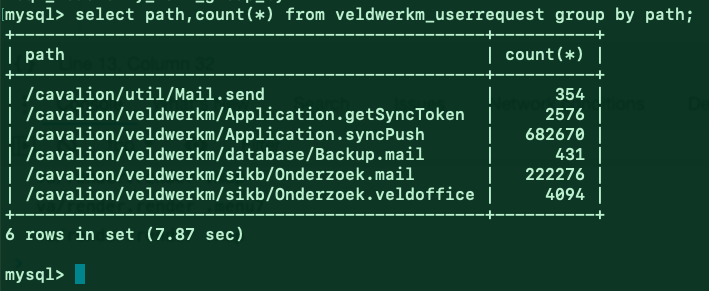 mysql> select path,count(*) from veldwerkm_userrequest group by path;
+-----------------------------------------------+----------+
| path                                          | count(*) |
+-----------------------------------------------+----------+
| /cavalion/util/Mail.send                      |      354 |
| /cavalion/veldwerkm/Application.getSyncToken  |     2576 |
| /cavalion/veldwerkm/Application.syncPush      |   682670 |
| /cavalion/veldwerkm/database/Backup.mail      |      431 |
| /cavalion/veldwerkm/sikb/Onderzoek.mail       |   222276 |
| /cavalion/veldwerkm/sikb/Onderzoek.veldoffice |     4094 |
+-----------------------------------------------+----------+
6 rows in set (7.87 sec)
mysql>